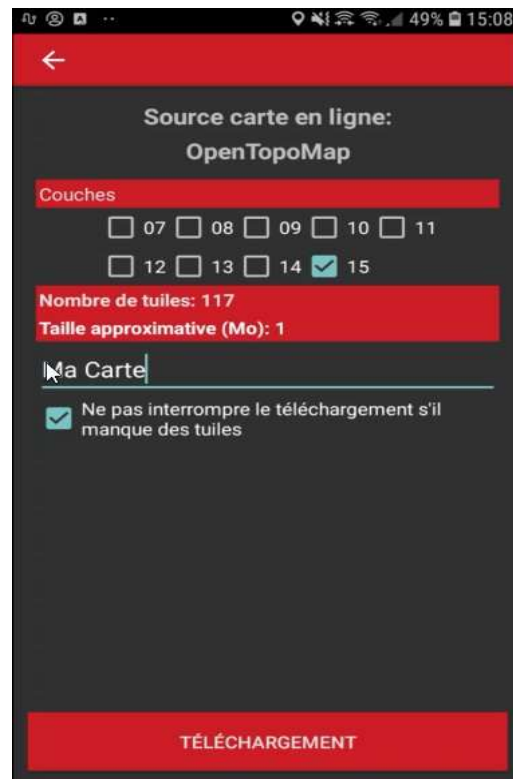 49% 15:08
Source carte en ligne:
OpenTopoMap
Couches
07 08 09 10 11
12 13 14 15
Nombre de tuiles: 117
Taille approximative (Mo): 1
Ma Carte
Ne pas interrompre le téléchargement s'il
manque des tuiles
TÉLÉCHARGEMENT